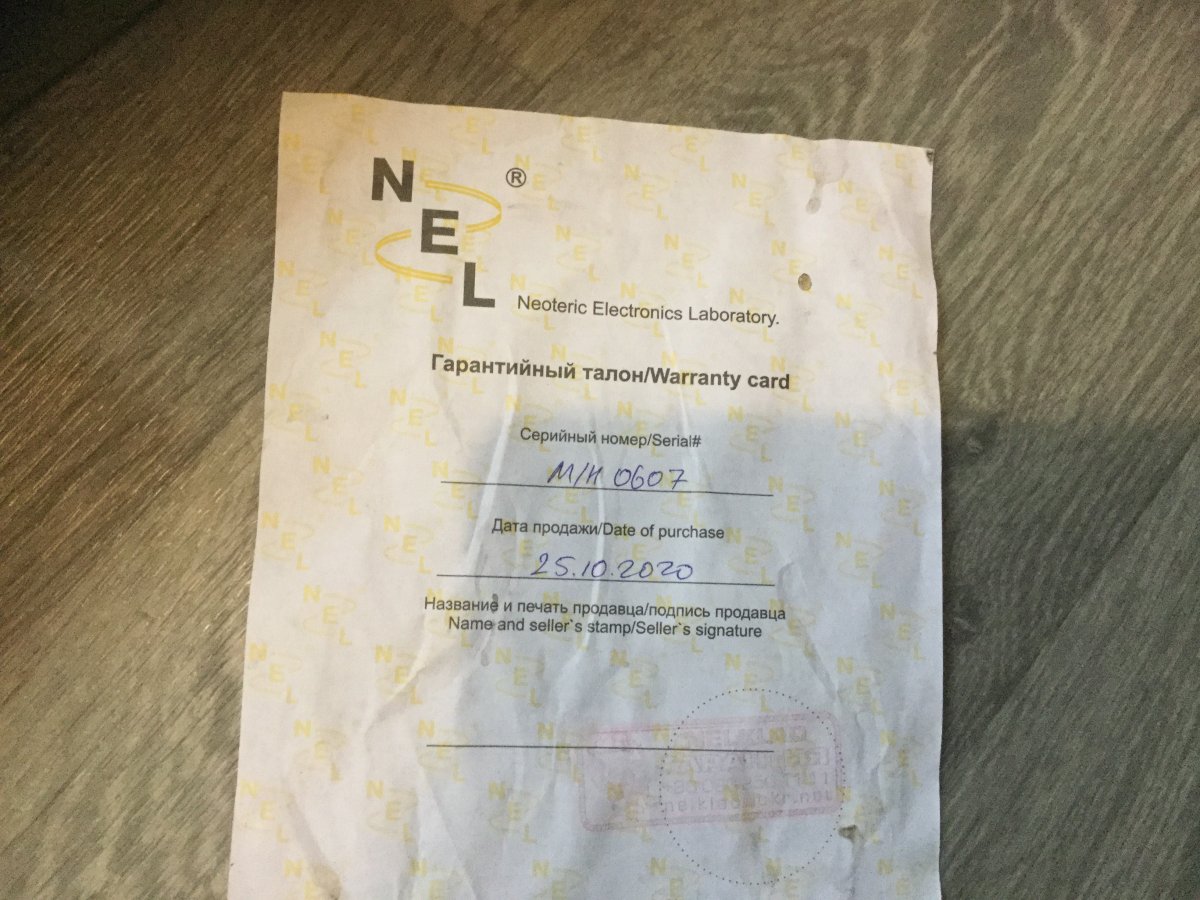 N ®
E
L
Neoteric Electronics Laboratory.
Гарантийный талон/Warranty card
Серийный номер/Serial#
М/Н 0607
Дата продажи/Date of purchase
25.10.2020
Название и печать продавца/подпись продавца
Name and seller`s stamp/Seller`s signature